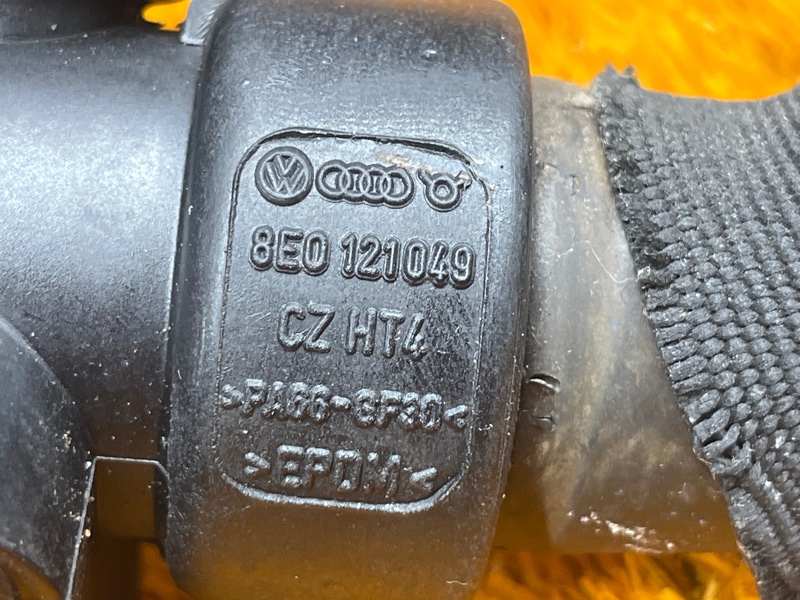 8E0 121049
CZ HT4
>PA66-GF30<
>EPDM<